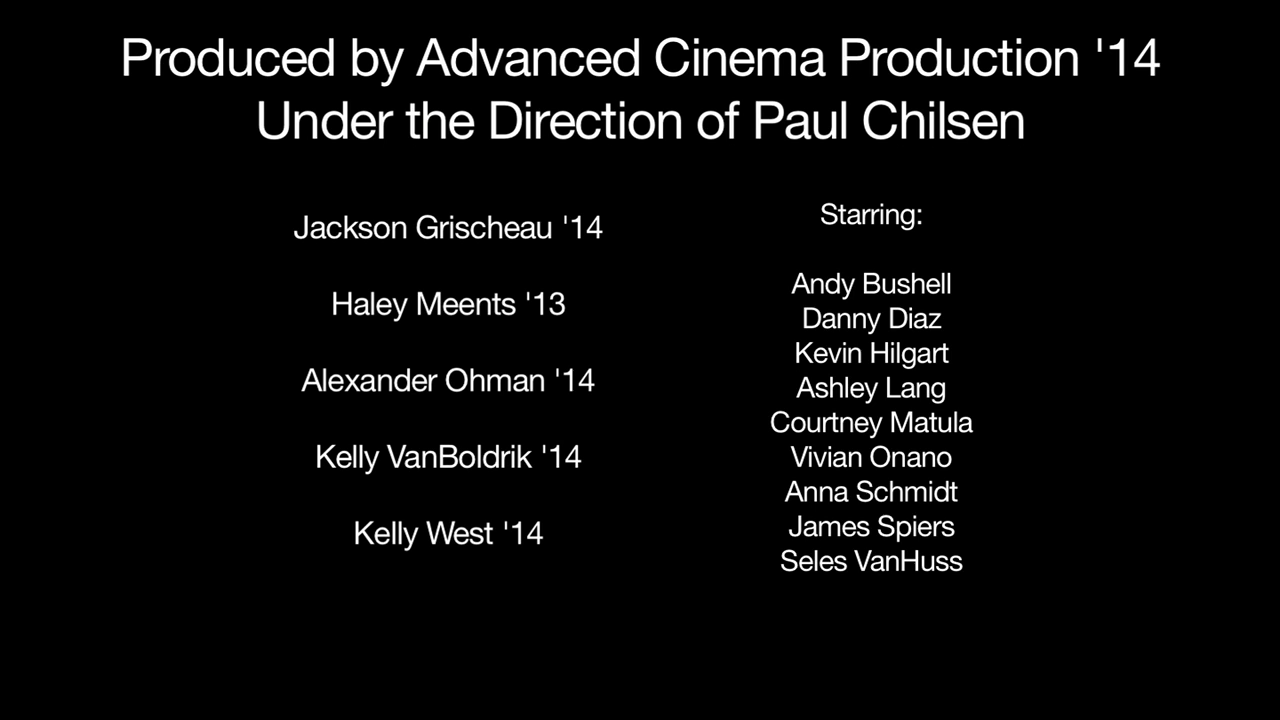 Produced by Advanced Cinema Production '14
Under the Direction of Paul Chilsen
Jackson Grischeau '14
Haley Meents '13
Alexander Ohman '14
Kelly VanBoldrik '14
Kelly West '14
Starring:
Andy Bushell
Danny Diaz
Kevin Hilgart
Ashley Lang
Courtney Matula
Vivian Onano
Anna Schmidt
James Spiers
Seles VanHuss